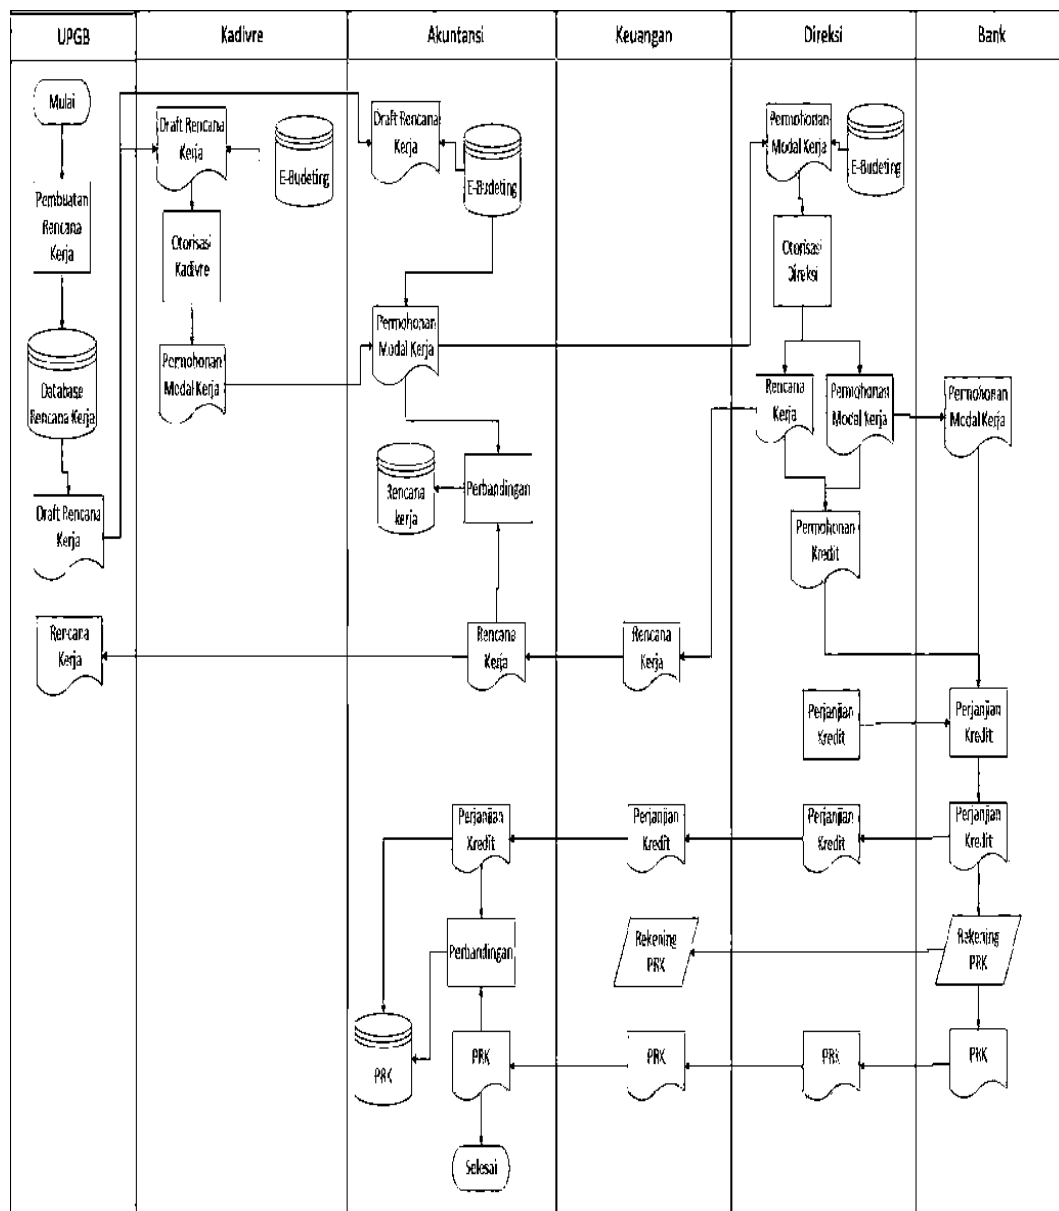 UPGB
Kadivre
Akuntansi
Keuangan
Direksi
Bank
Mulai
Draft Rencana
Kerja
E-Budeting
Draft Rencana
Kerja
E-Budeting
Permohonan
Modal Kerja
E-Budeting
Pembuatan
Rencana
Kerja
Otorisasi
Kadivre
Otorisasi
Direksi
Database
Rencana Kerja
Permohonan
Modal Kerja
Permohonan
Modal Kerja
Rencana
Kerja
Permohonan
Modal Kerja
Permohonan
Modal Kerja
Rencana
kerja
Perbandingan
Draft Rencana
Kerja
Permohonan
Kredit
Rencana
Kerja
Rencana
Kerja
Rencana
Kerja
Perjanjian
Kredit
Perjanjian
Kredit
Perjanjian
Kredit
Perjanjian
Kredit
Perjanjian
Kredit
Perjanjian
Kredit
Perbandingan
Rekening
PRK
Rekening
PRK
PRK
PRK
PRK
PRK
PRK
Selesai